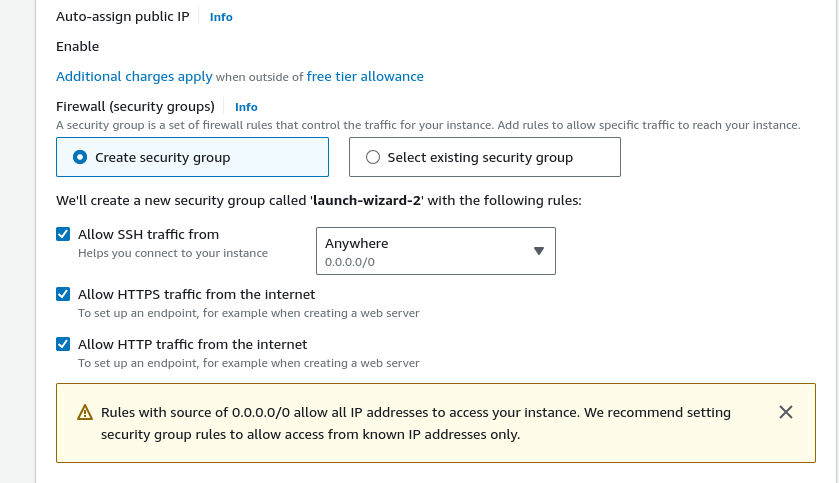 Auto-assign public IP Info
Enable
Additional charges apply when outside of free tier allowance
Firewall (security groups) Info
A security group is a set of firewall rules that control the traffic for your instance. Add rules to allow specific traffic to reach your instance.
Create security group Select existing security group
We'll create a new security group called 'launch-wizard-2' with the following rules:
Allow SSH traffic from
Helps you connect to your instance
Anywhere
0.0.0.0/0
Allow HTTPS traffic from the internet
To set up an endpoint, for example when creating a web server
Allow HTTP traffic from the internet
To set up an endpoint, for example when creating a web server
Rules with source of 0.0.0.0/0 allow all IP addresses to access your instance. We recommend setting
security group rules to allow access from known IP addresses only.